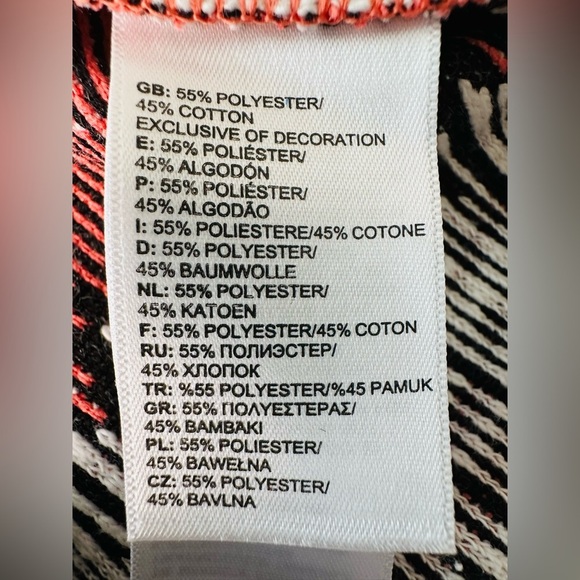 GB: 55% POLYESTER/
45% COTTON
EXCLUSIVE OF DECORATION
E: 55% POLIÉSTER/
45% ALGODÓN
P: 55% POLIÉSTER/
45% ALGODÃO
I: 55% POLIESTERE/45% COTONE
D: 55% POLYESTER/
45% BAUMWOLLE
NL: 55% POLYESTER/
45% KATOEN
F: 55% POLYESTER/45% COTON
RU: 55% ПОЛИЭСТЕР/
45% ХЛОПОК
TR: %55 POLYESTER/%45 PAMUK
GR: 55% ΠΟΛΥΕΣΤΕΡΑΣ/
45% ΒΑΜΒΑΚΙ
PL: 55% POLIESTER/
45% BAWEŁNA
CZ: 55% POLYESTER/
45% BAVLNA